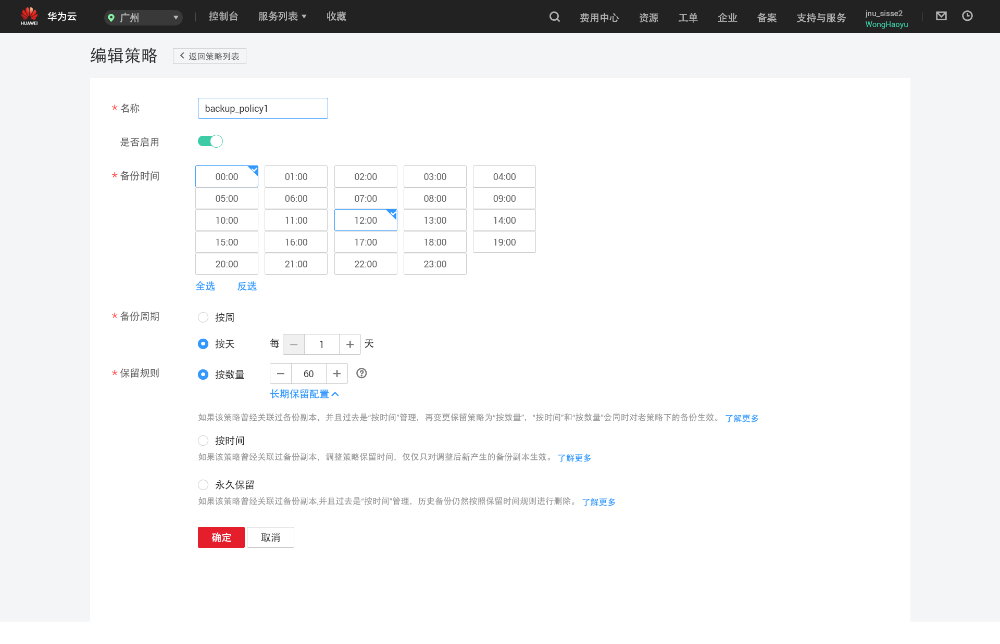 HUAWEI 华为云 广州 控制台 服务列表 收藏 费用中心 资源 工单 企业 备案 支持与服务 jnu_sisse2
WongHaoyu
编辑策略 返回策略列表
* 名称 backup_policy1
是否启用
* 备份时间 00:00 01:00 02:00 03:00 04:00
05:00 06:00 07:00 08:00 09:00
10:00 11:00 12:00 13:00 14:00
15:00 16:00 17:00 18:00 19:00
20:00 21:00 22:00 23:00
全选 反选
* 备份周期 按周
按天 每 − 1 + 天
* 保留规则 按数量 − 60 + ?
长期保留配置
如果该策略曾经关联过备份副本，并且过去是“按时间”管理，再变更保留策略为“按数量”，“按时间”和“按数量”会同时对老策略下的备份生效。 了解更多
按时间
如果该策略曾经关联过备份副本，调整策略保留时间，仅仅只对调整后新产生的备份副本生效。 了解更多
永久保留
如果该策略曾经关联过备份副本,并且过去是“按时间”管理，历史备份仍然按照保留时间规则进行删除。 了解更多
确定 取消